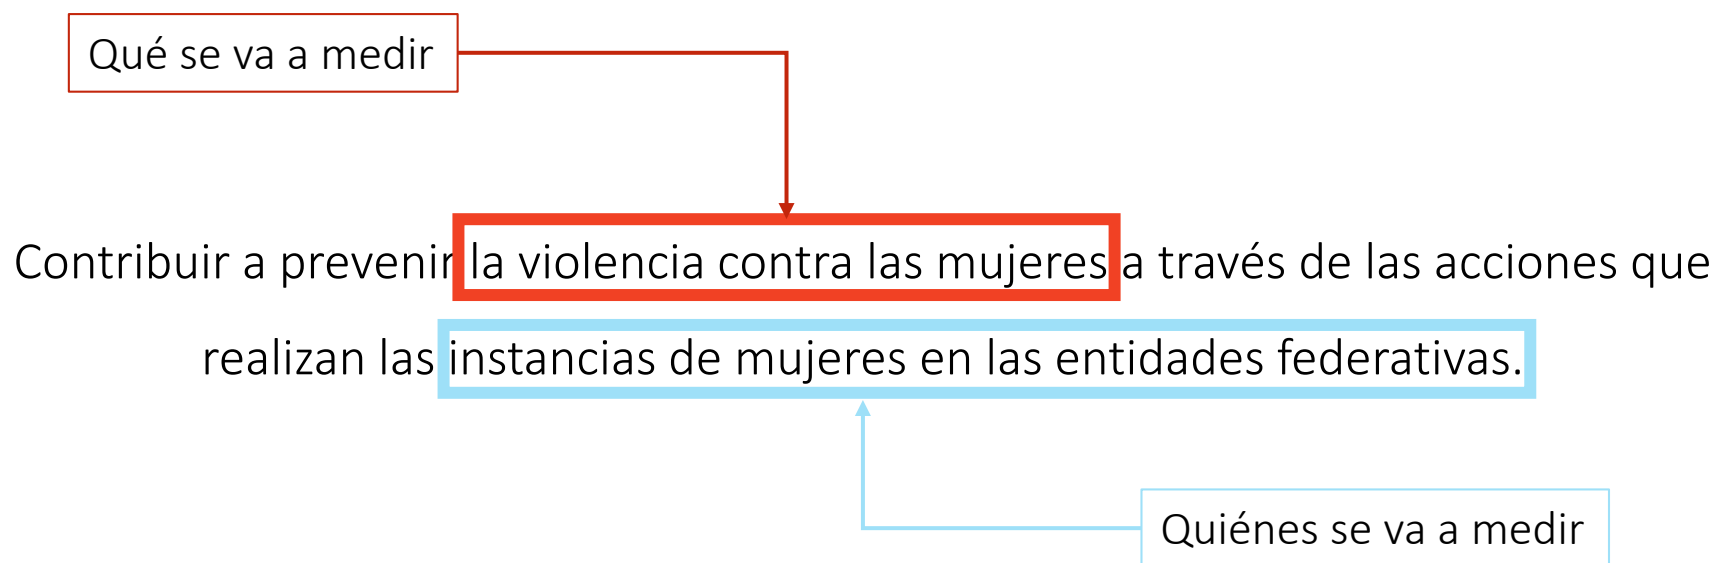 Qué se va a medir
Contribuir a prevenir la violencia contra las mujeres a través de las acciones que
realizan las instancias de mujeres en las entidades federativas.
Quiénes se va a medir